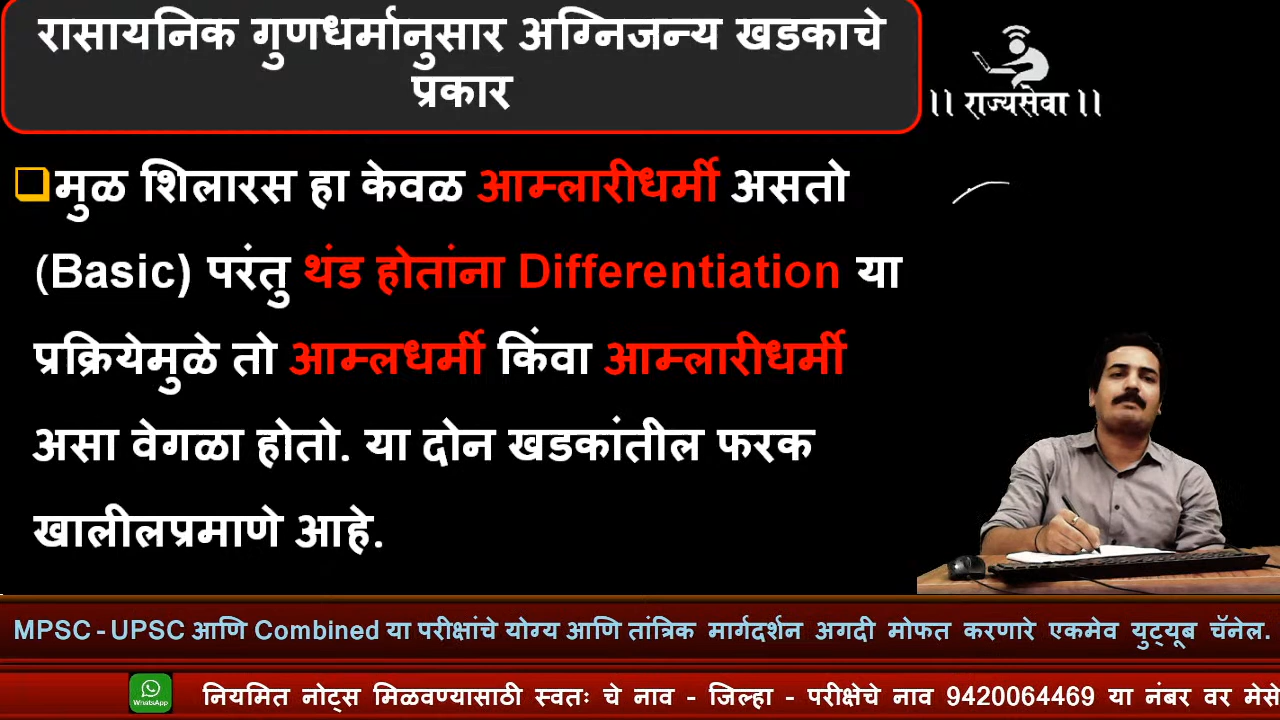 रासायनिक गुणधर्मानुसार अग्निजन्य खडकाचे
प्रकार
।। राज्यसेवा ।।
मुळ शिलारस हा केवळ आम्लारीधर्मी असतो
(Basic) परंतु थंड होतांना Differentiation या
प्रक्रियेमुळे तो आम्लधर्मी किंवा आम्लारीधर्मी
असा वेगळा होतो. या दोन खडकांतील फरक
खालीलप्रमाणे आहे.
MPSC - UPSC आणि Combined या परीक्षांचे योग्य आणि तांत्रिक मार्गदर्शन अगदी मोफत करणारे एकमेव युट्यूब चॅनेल.
WhatsApp नियमित नोट्स मिळवण्यासाठी स्वतः चे नाव - जिल्हा - परीक्षेचे नाव 9420064469 या नंबर वर मेसे